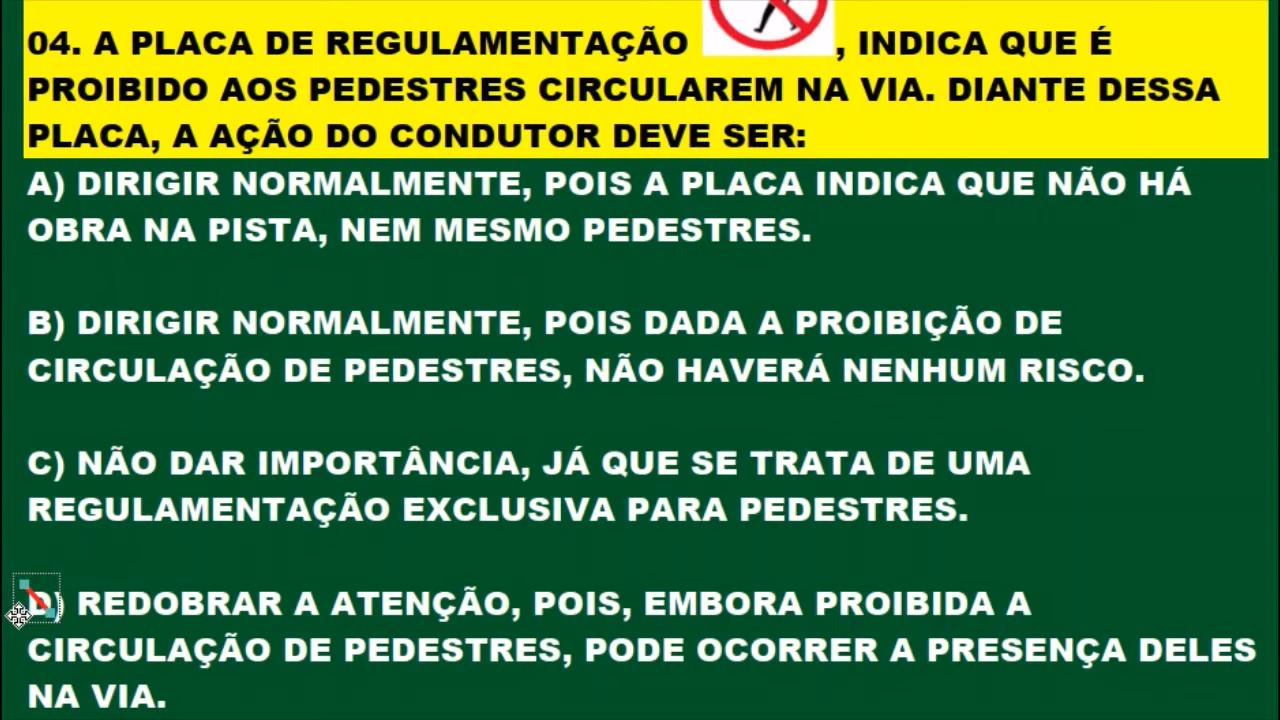 04. A PLACA DE REGULAMENTAÇÃO , INDICA QUE É
PROIBIDO AOS PEDESTRES CIRCULAREM NA VIA. DIANTE DESSA
PLACA, A AÇÃO DO CONDUTOR DEVE SER:
A) DIRIGIR NORMALMENTE, POIS A PLACA INDICA QUE NÃO HÁ
OBRA NA PISTA, NEM MESMO PEDESTRES.
B) DIRIGIR NORMALMENTE, POIS DADA A PROIBIÇÃO DE
CIRCULAÇÃO DE PEDESTRES, NÃO HAVERÁ NENHUM RISCO.
C) NÃO DAR IMPORTÂNCIA, JÁ QUE SE TRATA DE UMA
REGULAMENTAÇÃO EXCLUSIVA PARA PEDESTRES.
D) REDOBRAR A ATENÇÃO, POIS, EMBORA PROIBIDA A
CIRCULAÇÃO DE PEDESTRES, PODE OCORRER A PRESENÇA DELES
NA VIA.